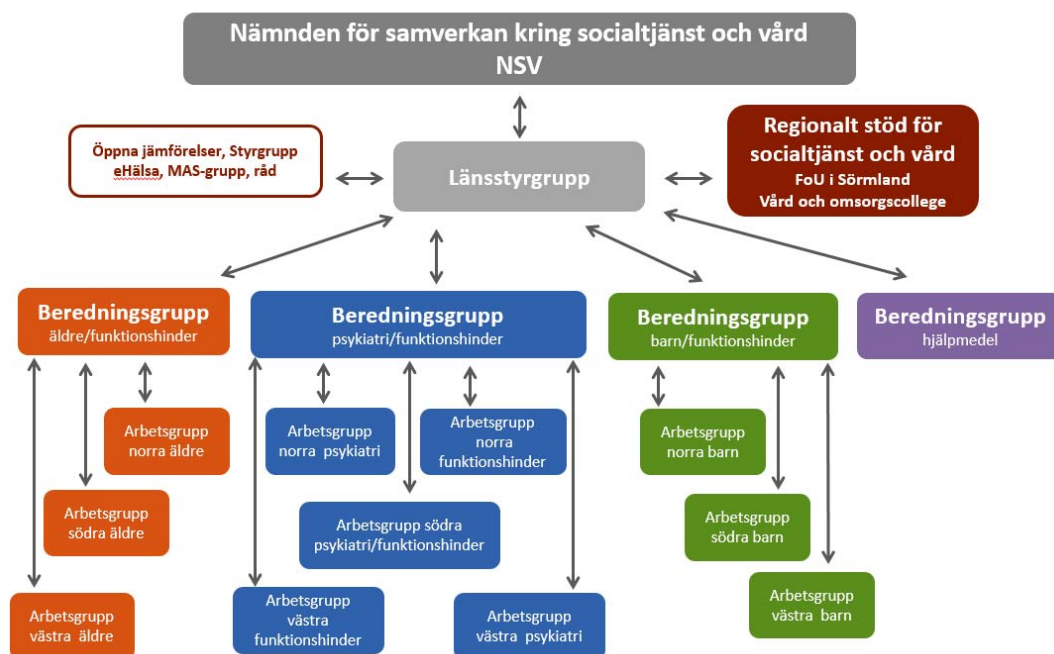 Nämnden för samverkan kring socialtjänst och vård
NSV
Öppna jämförelser, Styrgrupp
eHälsa, MAS-grupp, råd
Länsstyrgrupp
Regionalt stöd för
socialtjänst och vård
FoU i Sörmland
Vård och omsorgscollege
Beredningsgrupp
äldre/funktionshinder
Beredningsgrupp
psykiatri/funktionshinder
Beredningsgrupp
barn/funktionshinder
Beredningsgrupp
hjälpmedel
Arbetsgrupp
norra äldre
Arbetsgrupp
norra psykiatri
Arbetsgrupp
norra
funktionshinder
Arbetsgrupp
norra barn
Arbetsgrupp
södra äldre
Arbetsgrupp södra
psykiatri/funktionshinder
Arbetsgrupp
södra barn
Arbetsgrupp
västra äldre
Arbetsgrupp
västra
funktionshinder
Arbetsgrupp
västra psykiatri
Arbetsgrupp
västra barn